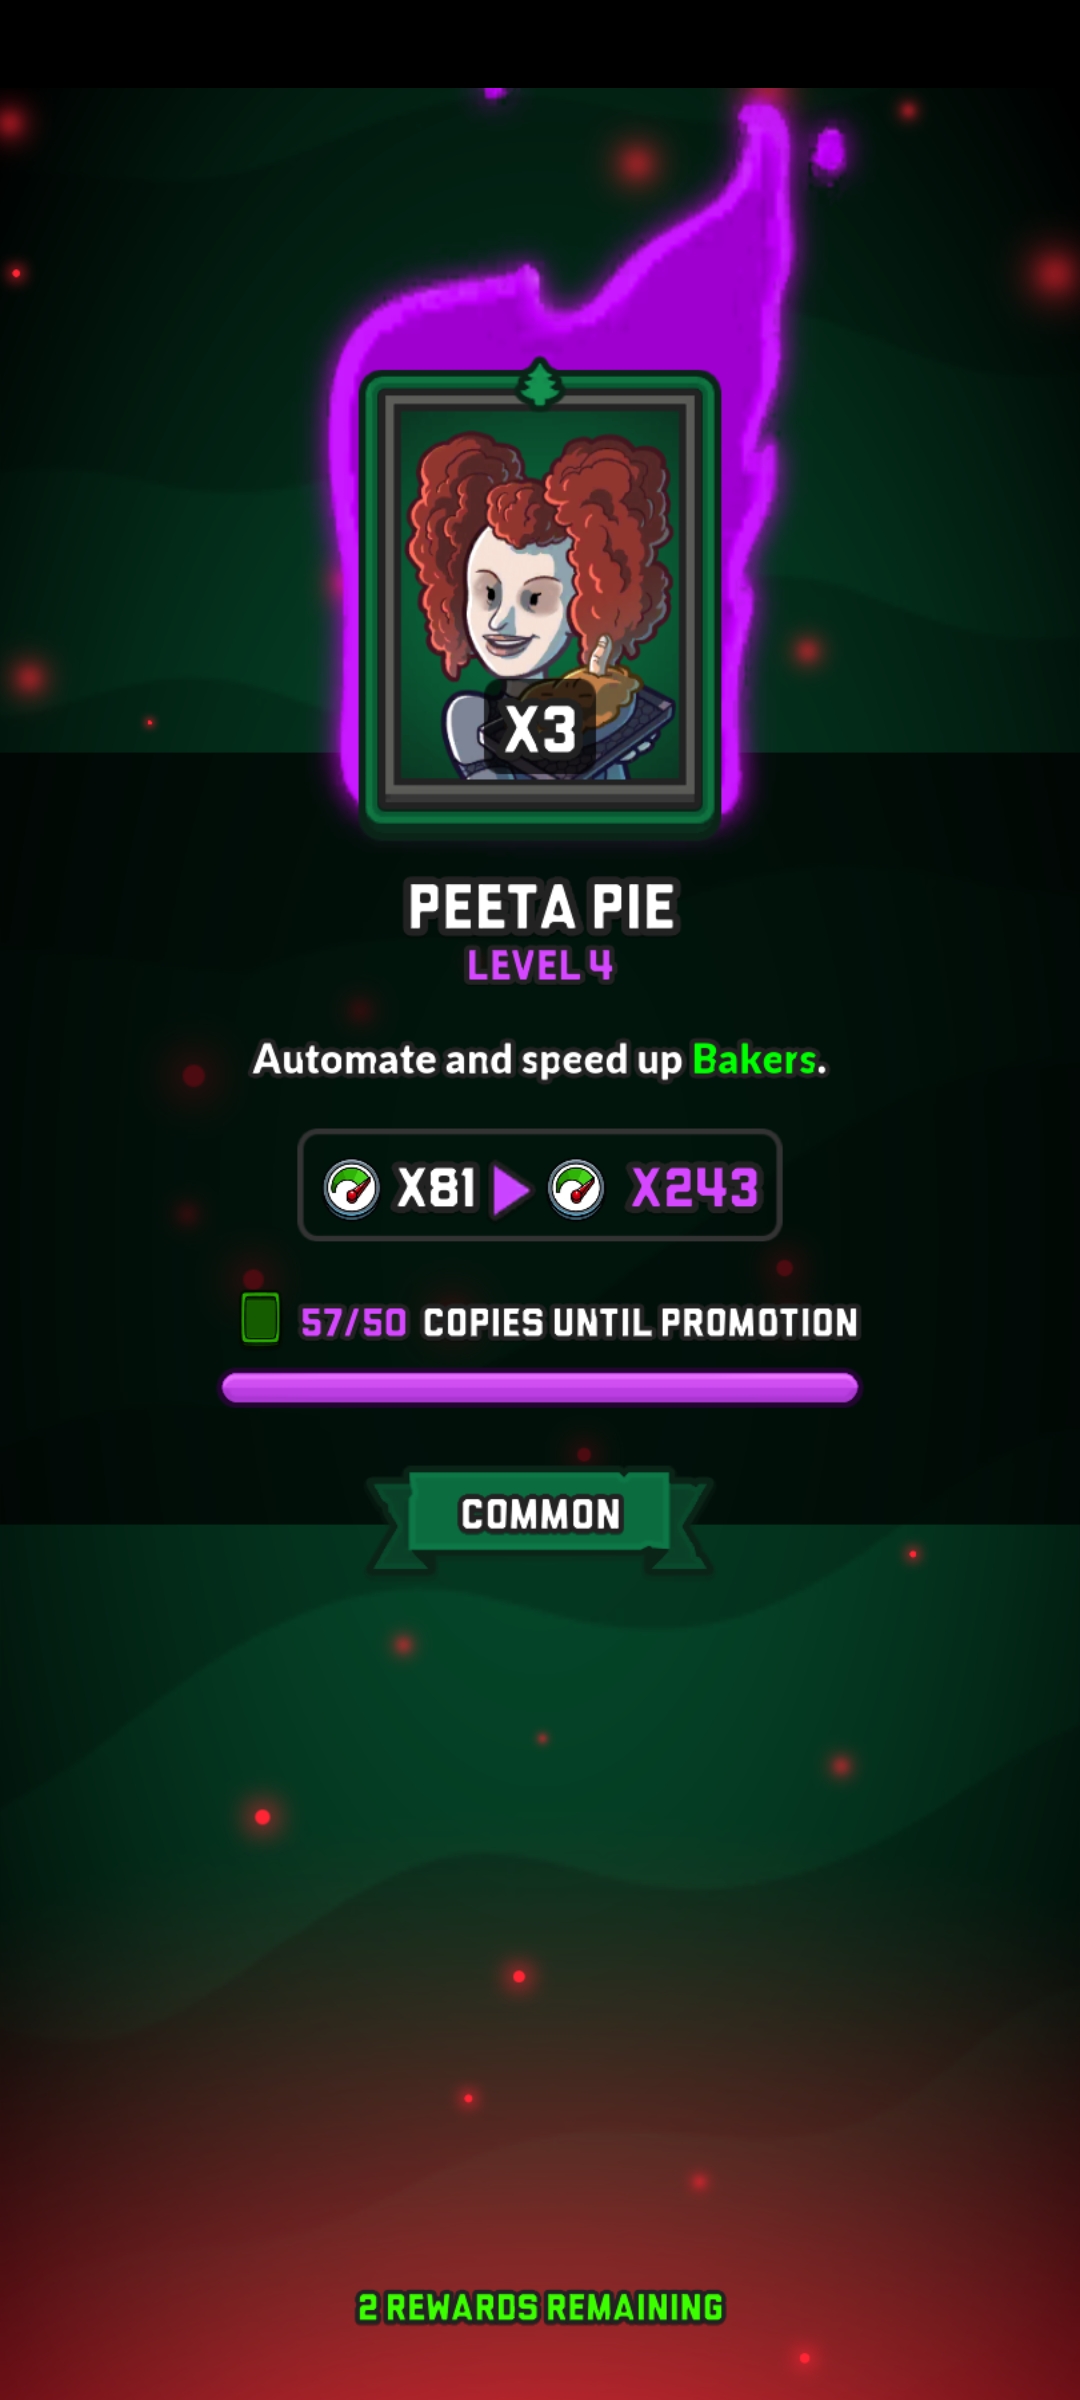 X3
PEETA PIE
LEVEL 4
Automate and speed up Bakers.
X81 X243
57/50 COPIES UNTIL PROMOTION
COMMON
2 REWARDS REMAINING